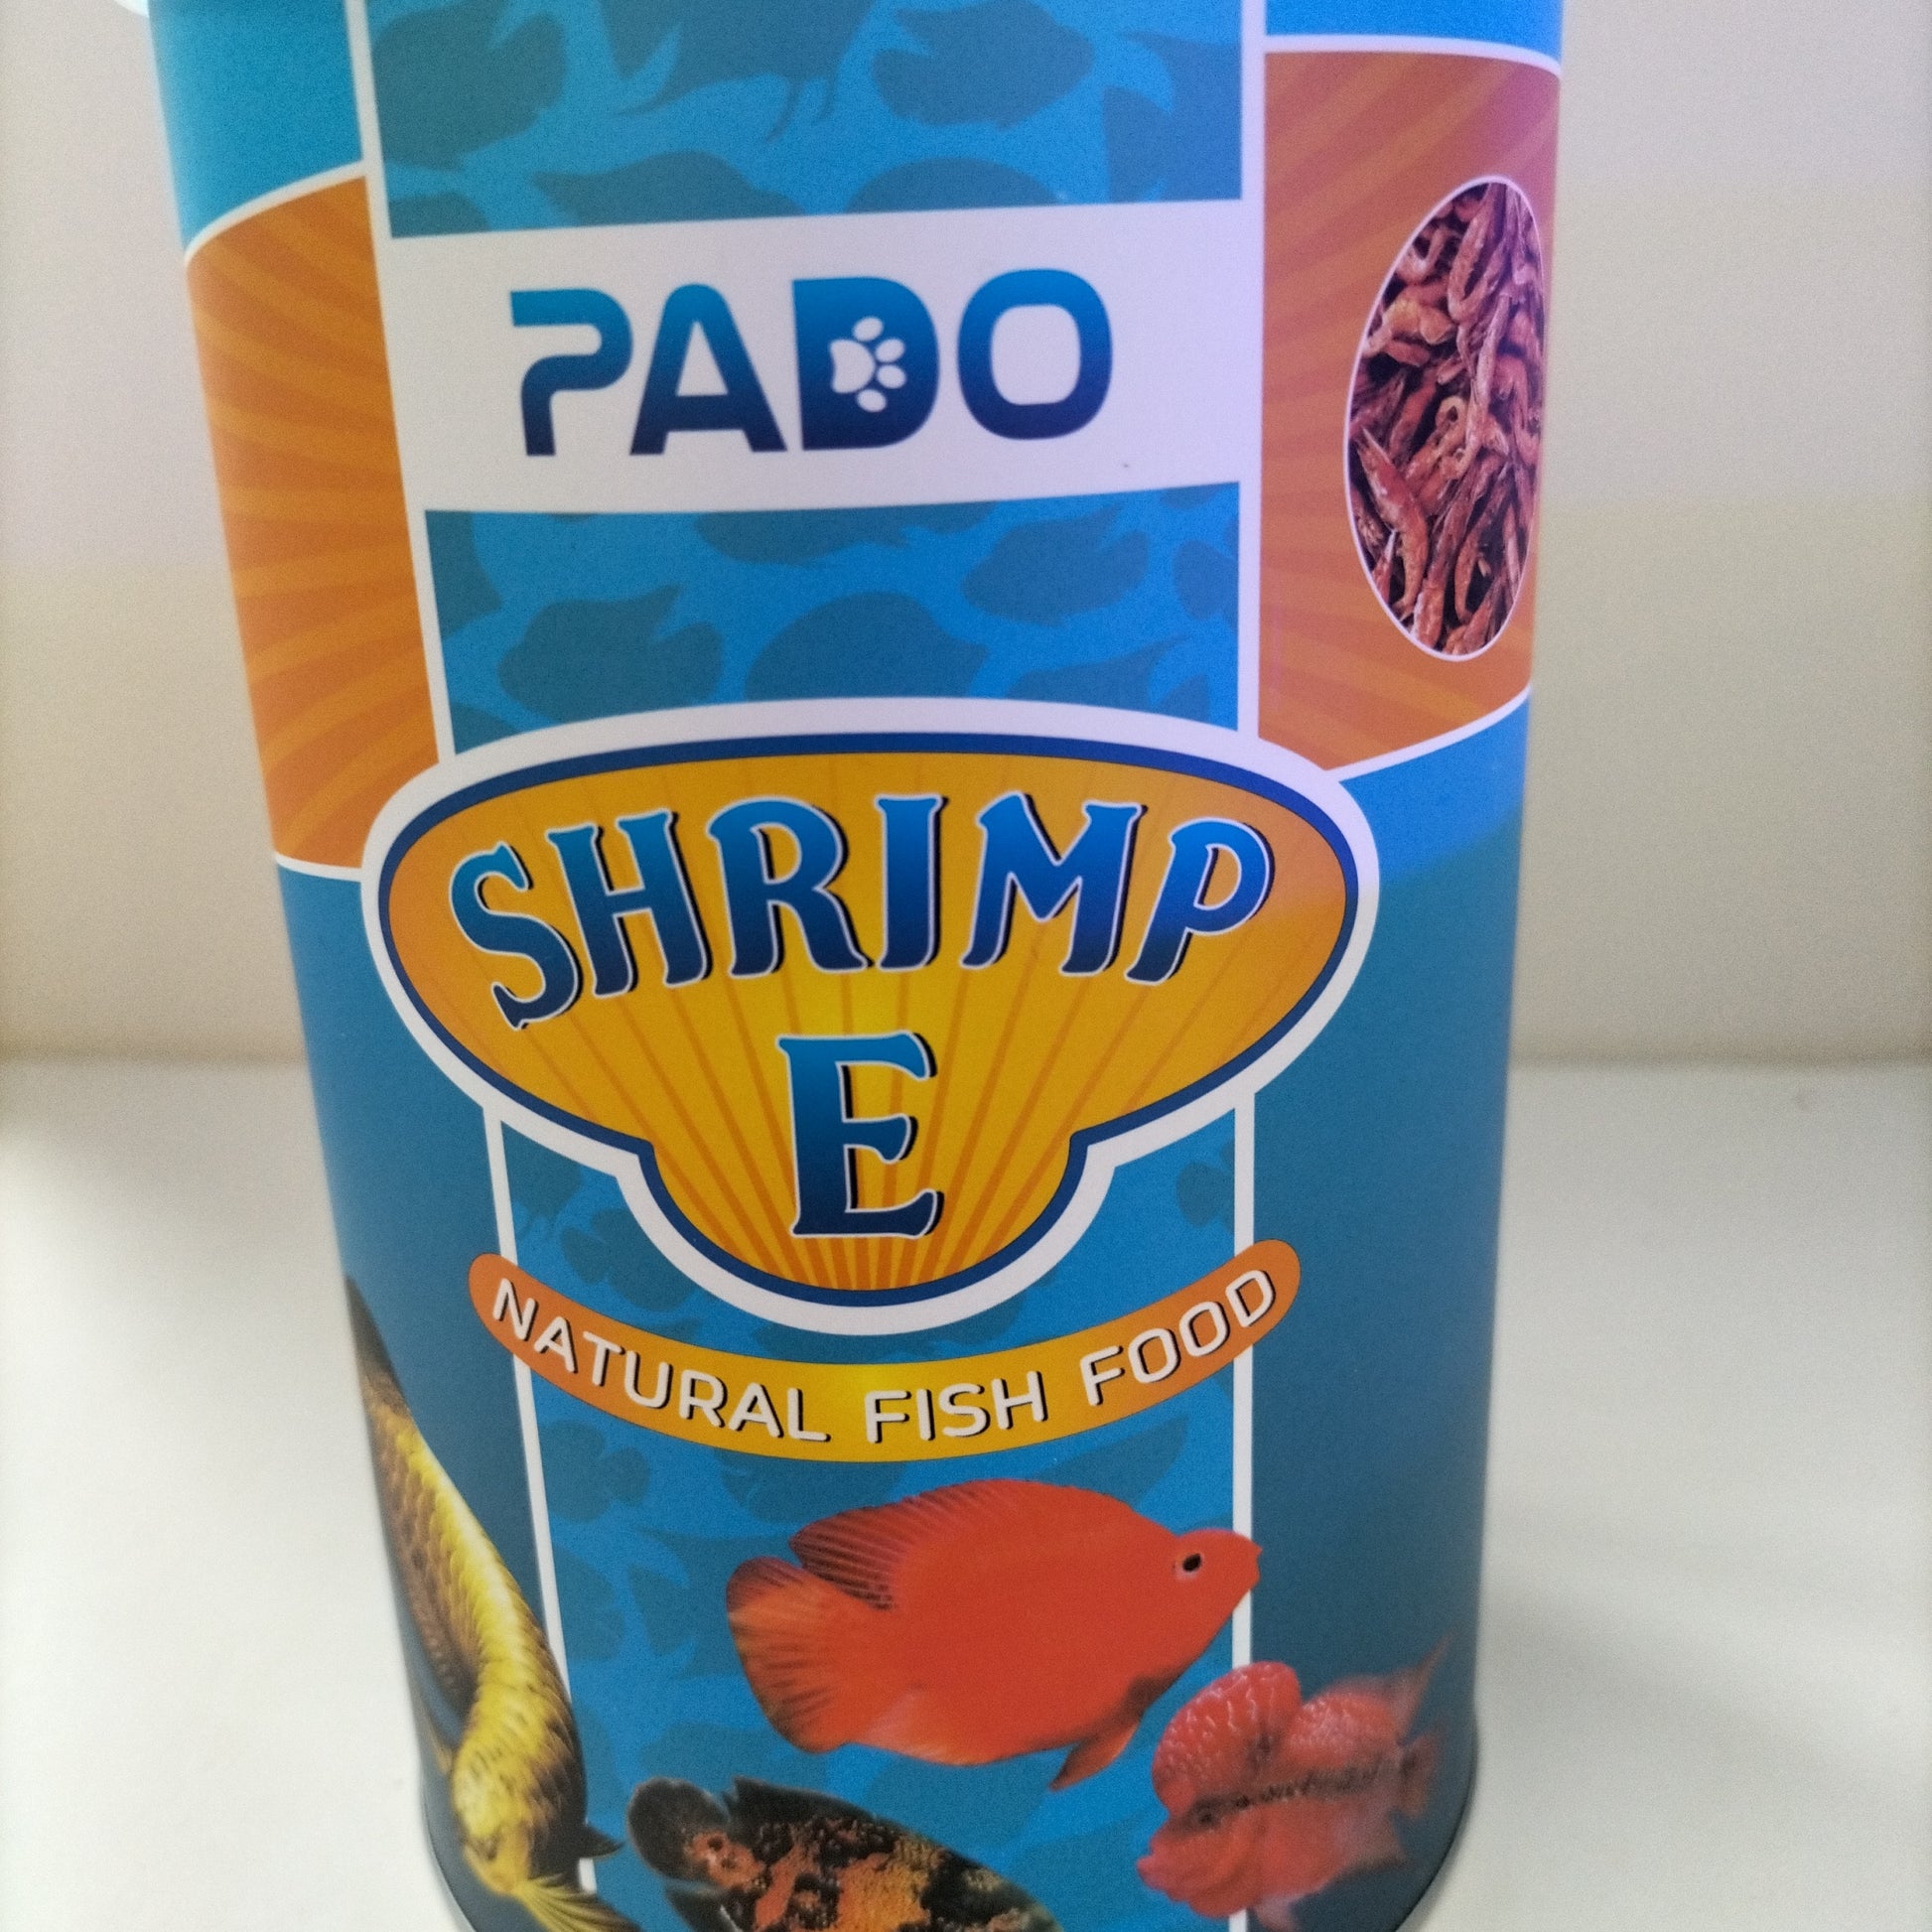 PADO
SHRIMP
E
NATURAL FISH FOOD